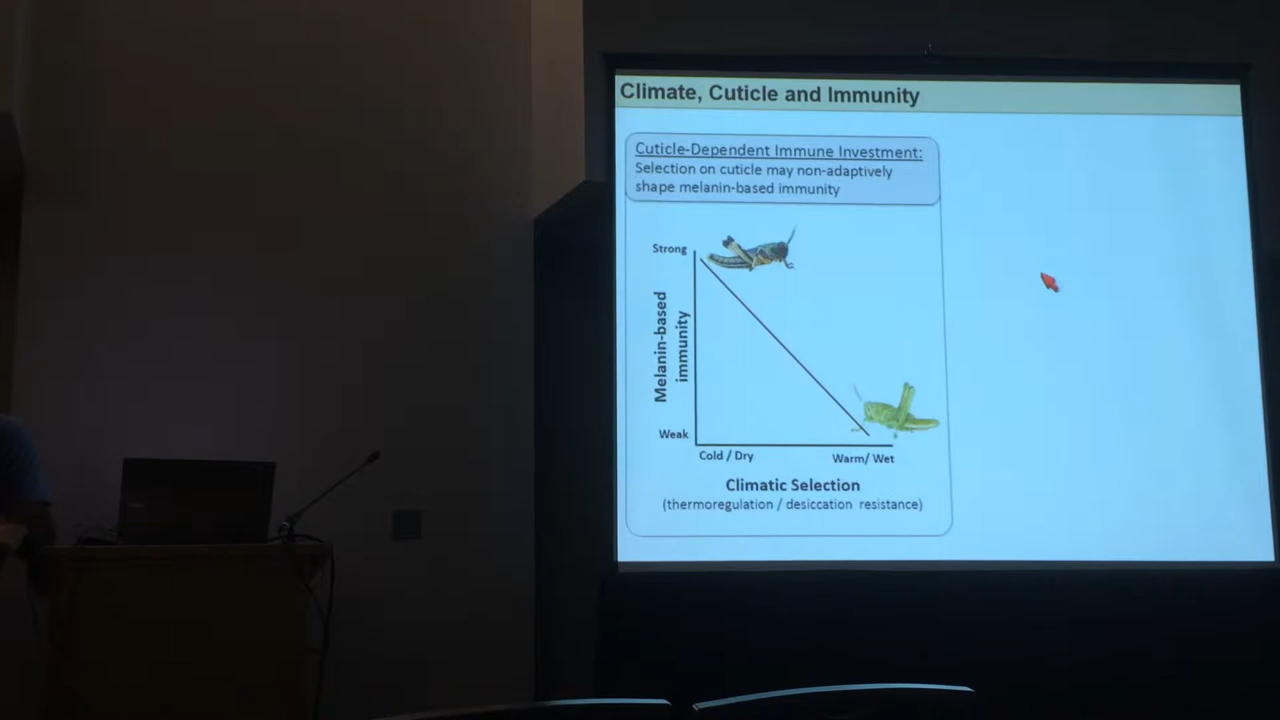 Climate, Cuticle and Immunity
Cuticle-Dependent Immune Investment:
Selection on cuticle may non-adaptively
shape melanin-based immunity
Strong
Melanin-based
immunity
Weak
Cold / Dry
Warm/ Wet
Climatic Selection
(thermoregulation / desiccation resistance)